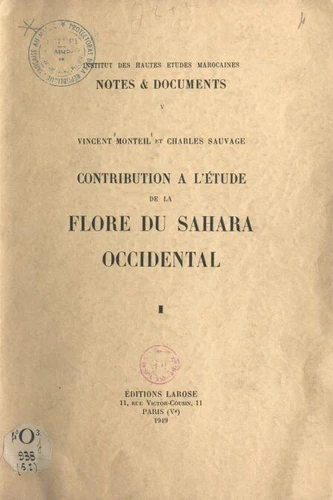 INSTITUT DES HAUTES ETUDES MAROCAINES
NOTES & DOCUMENTS
V
VINCENT MONTEIL ET CHARLES SAUVAGE
CONTRIBUTION A L'ÉTUDE
DE LA
FLORE DU SAHARA
OCCIDENTAL
I
ÉDITIONS LAROSE
11, RUE VICTOR-COUSIN, 11
PARIS (Vᵉ)
1949